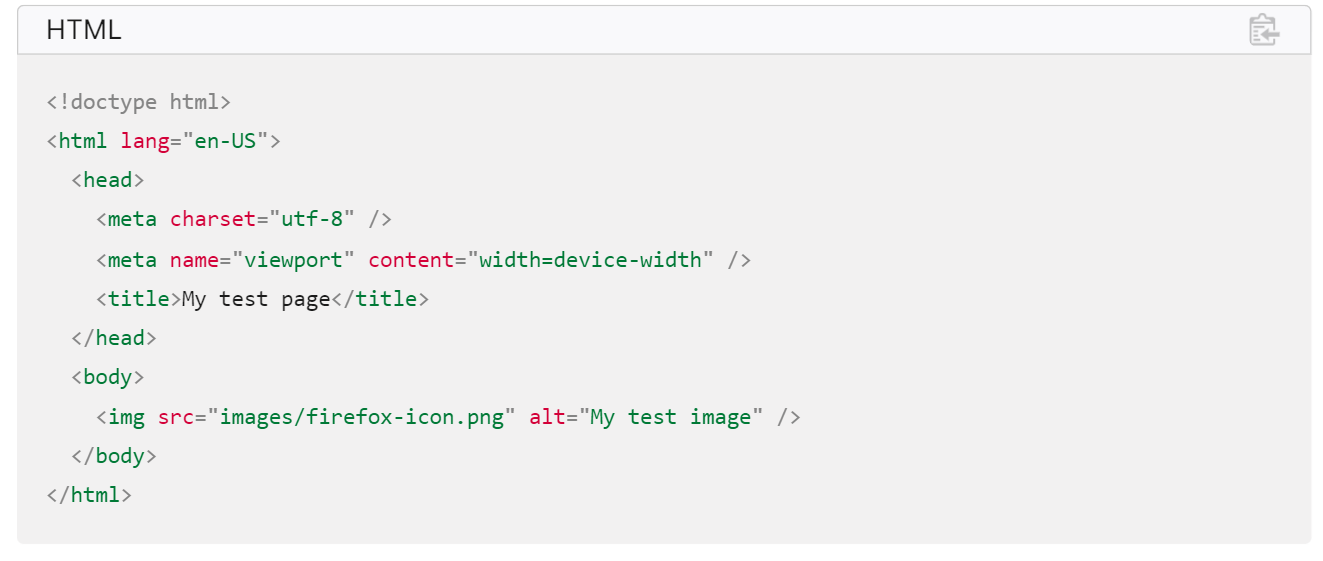 HTML
<!doctype html>
<html lang="en-US">
  <head>
    <meta charset="utf-8" />
    <meta name="viewport" content="width=device-width" />
    <title>My test page</title>
  </head>
  <body>
    <img src="images/firefox-icon.png" alt="My test image" />
  </body>
</html>